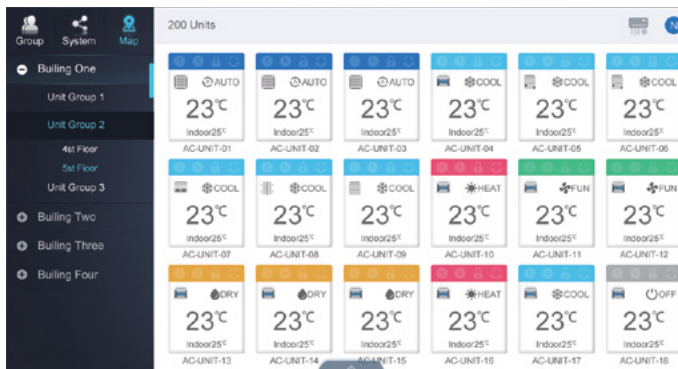 Group System Map
200 Units
N
Builing One
Unit Group 1
Unit Group 2
4st Floor
5st Floor
Unit Group 3
Builing Two
Builing Three
Builing Four
AUTO AUTO AUTO COOL COOL COOL
23℃ 23℃ 23℃ 23℃ 23℃ 23℃
Indoor25℃ Indoor25℃ Indoor25℃ Indoor25℃ Indoor25℃ Indoor25℃
AC-UNIT-01 AC-UNIT-02 AC-UNIT-03 AC-UNIT-04 AC-UNIT-05 AC-UNIT-06
COOL COOL COOL HEAT FUN FUN
23℃ 23℃ 23℃ 23℃ 23℃ 23℃
Indoor25℃ Indoor25℃ Indoor25℃ Indoor25℃ Indoor25℃ Indoor25℃
AC-UNIT-07 AC-UNIT-08 AC-UNIT-09 AC-UNIT-10 AC-UNIT-11 AC-UNIT-12
DRY DRY DRY HEAT COOL OFF
23℃ 23℃ 23℃ 23℃ 23℃ 23℃
Indoor25℃ Indoor25℃ Indoor25℃ Indoor25℃ Indoor25℃ Indoor25℃
AC-UNIT-13 AC-UNIT-14 AC-UNIT-15 AC-UNIT-16 AC-UNIT-17 AC-UNIT-18